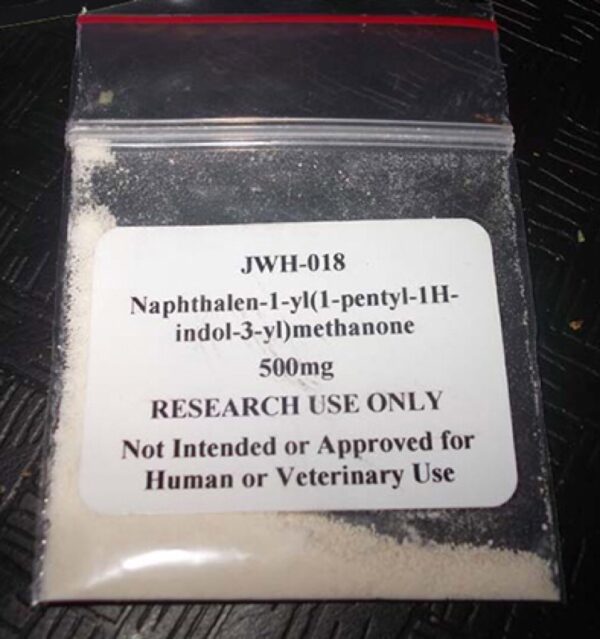 JWH-018
Naphthalen-1-yl(1-pentyl-1H-
indol-3-yl)methanone
500mg
RESEARCH USE ONLY
Not Intended or Approved for
Human or Veterinary Use